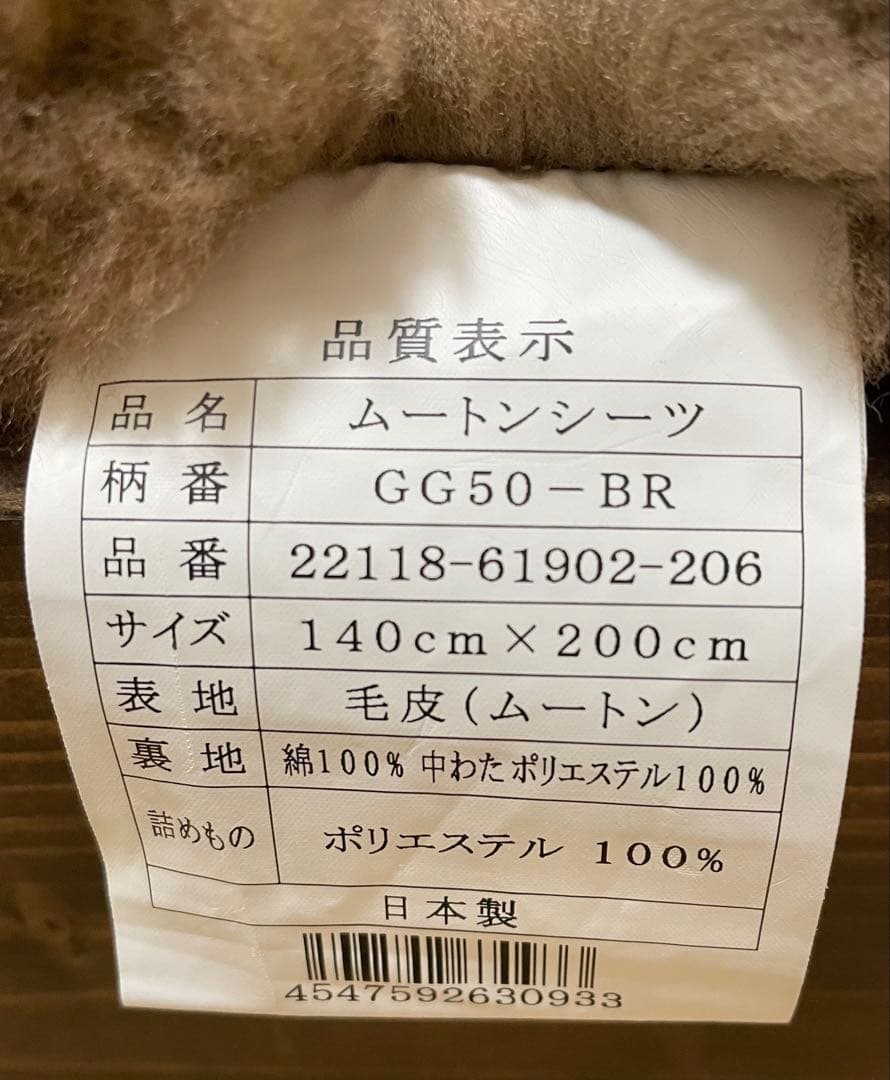 品質表示
品名 ムートンシーツ
柄番 GG50-BR
品番 22118-61902-206
サイズ 140cm×200cm
表地 毛皮(ムートン)
裏地 綿100% 中わたポリエステル100%
詰めもの ポリエステル 100%
日本製
4547592630933